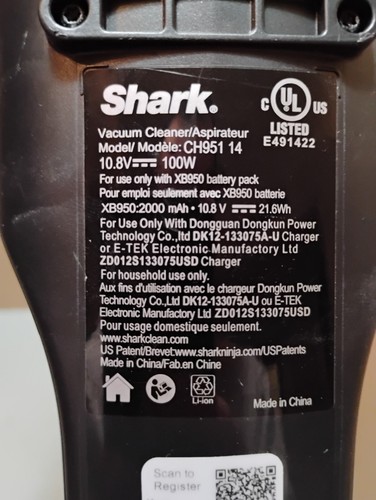 Shark®
C UL US
LISTED
E491422
Vacuum Cleaner/Aspirateur
Model/ Modèle: CH951 14
10.8V 100W
For use only with XB950 battery pack
Pour emploi seulement avec XB950 batterie
XB950:2000 mAh • 10.8 V 21.6Wh
For Use Only With Dongguan Dongkun Power
Technology Co.,ltd DK12-133075A-U Charger
or E-TEK Electronic Manufactory Ltd
ZD012S133075USD Charger
For household use only.
Aux fins d'utilisation avec le chargeur Dongkun Power
Technology Co.,Ltd DK12-133075A-U ou E-TEK
Electronic Manufactory Ltd ZD012S133075USD
Pour usage domestique seulement.
www.sharkclean.com
US Patent/Brevet:www.sharkninja.com/USPatents
Made in China/Fab.en Chine
Li-ion
Made in China
Scan to
Register